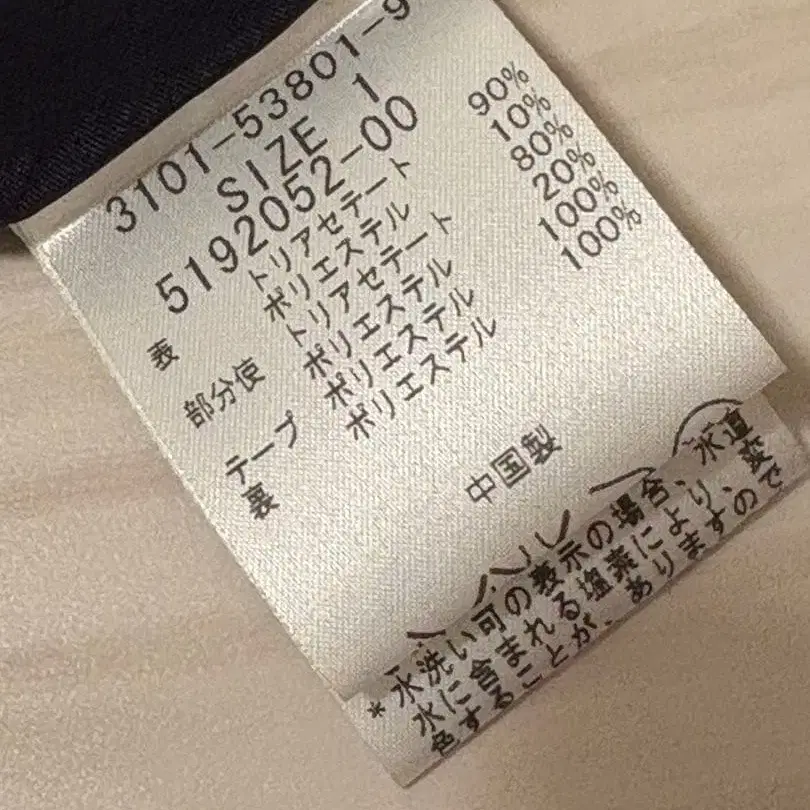 3101-53801-9
SIZE 1
5192052-00
表 トリアセテート 90%
ポリエステル 10%
部分使 トリアセテート 80%
ポリエステル 20%
テープ ポリエステル 100%
裏 ポリエステル 100%
中国製
*水洗い可の表示の場合、水道
水に含まれる塩素により、変
色することが、ありますので